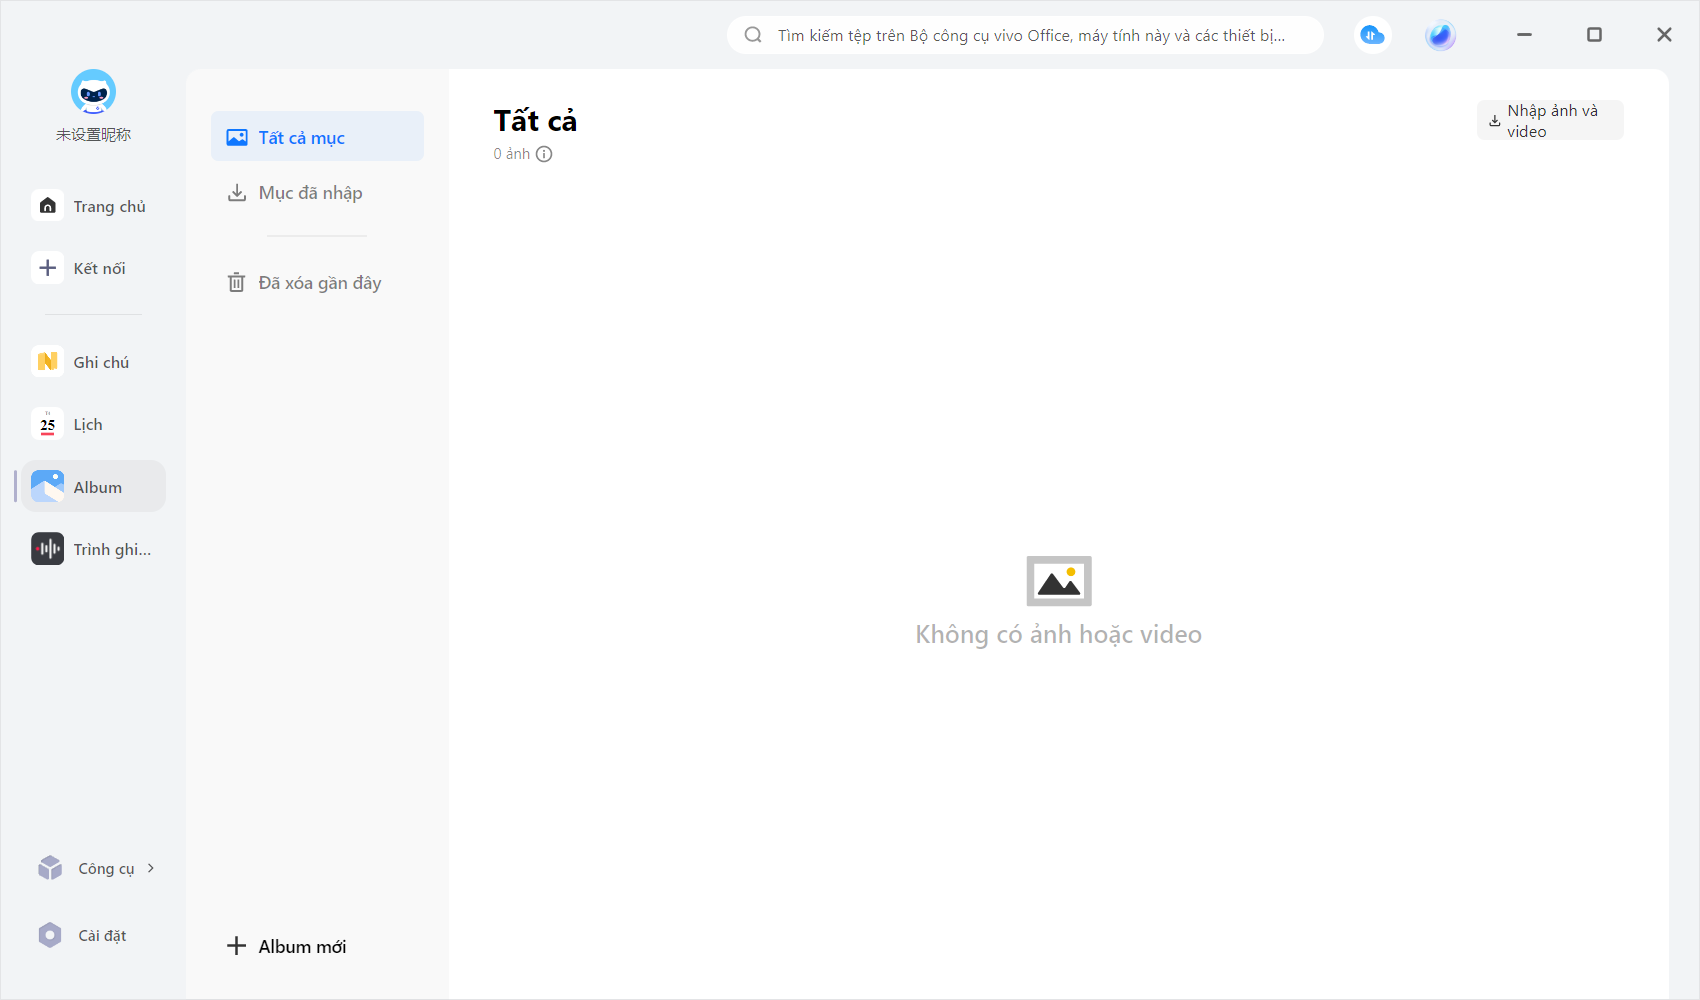 Tìm kiếm tệp trên Bộ công cụ vivo Office, máy tính này và các thiết bị...
未设置昵称
Trang chủ
Kết nối
Ghi chú
25
Lịch
Album
Trình ghi...
Công cụ
Cài đặt
Tất cả mục
Mục đã nhập
Đã xóa gần đây
Album mới
Tất cả
0 ảnh
Nhập ảnh và
video
Không có ảnh hoặc video